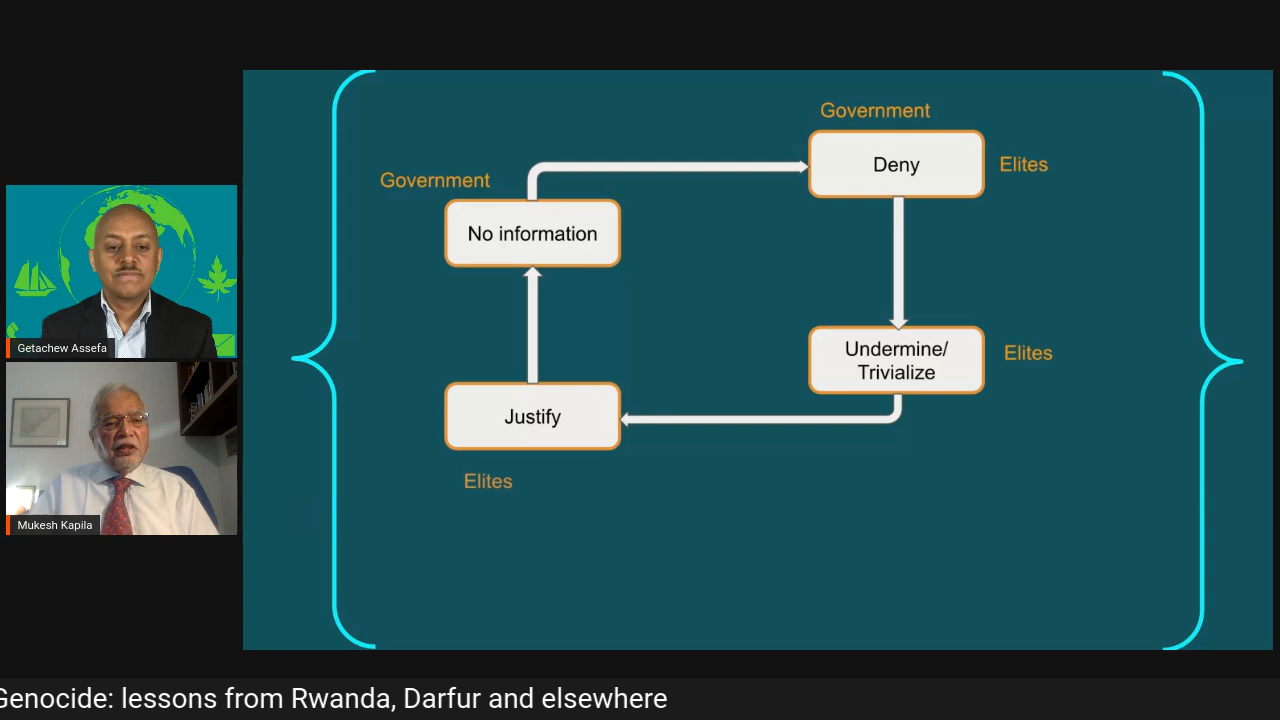 Government
Deny
Elites
Government
No information
Undermine/
Trivialize
Elites
Justify
Elites
Getachew Assefa
Mukesh Kapila
Genocide: lessons from Rwanda, Darfur and elsewhere